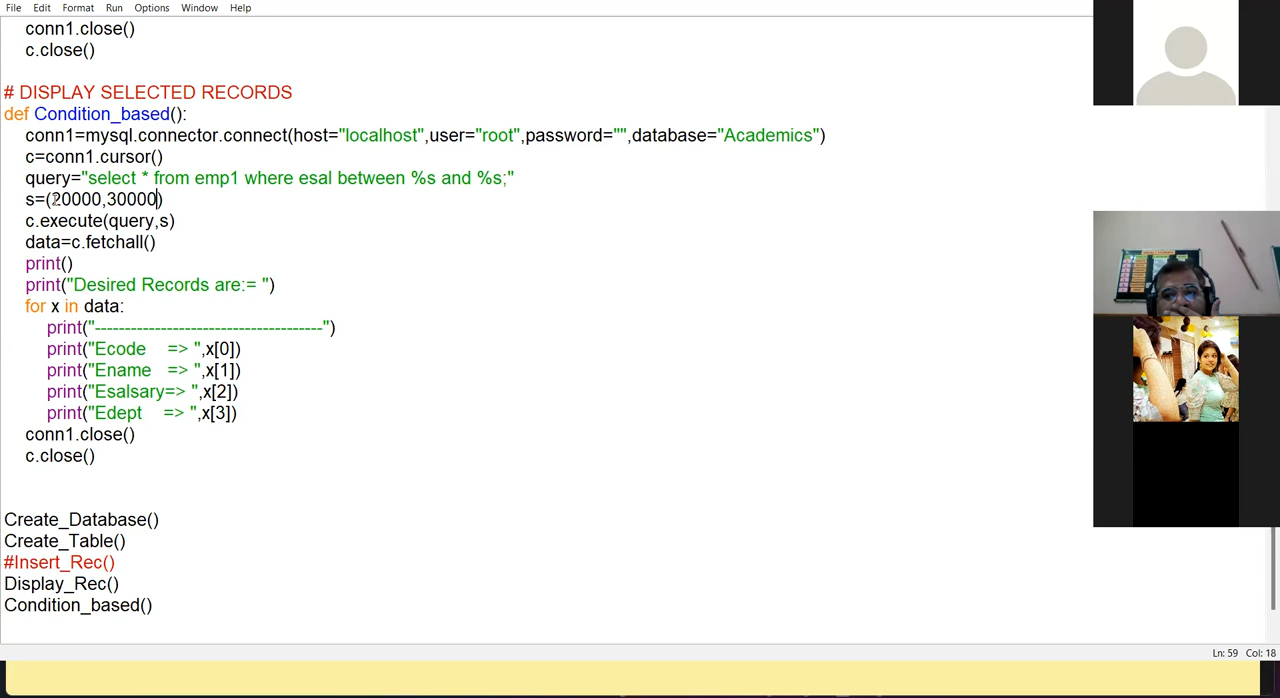 File Edit Format Run Options Window Help
conn1.close()
c.close()
# DISPLAY SELECTED RECORDS
def Condition_based():
conn1=mysql.connector.connect(host="localhost",user="root",password="",database="Academics")
c=conn1.cursor()
query="select * from emp1 where esal between %s and %s;"
s=(20000,30000)
c.execute(query,s)
data=c.fetchall()
print()
print("Desired Records are:= ")
for x in data:
print("--------------------------------------")
print("Ecode => ",x[0])
print("Ename => ",x[1])
print("Esalsary=> ",x[2])
print("Edept => ",x[3])
conn1.close()
c.close()
Create_Database()
Create_Table()
#Insert_Rec()
Display_Rec()
Condition_based()
Ln: 59 Col: 18